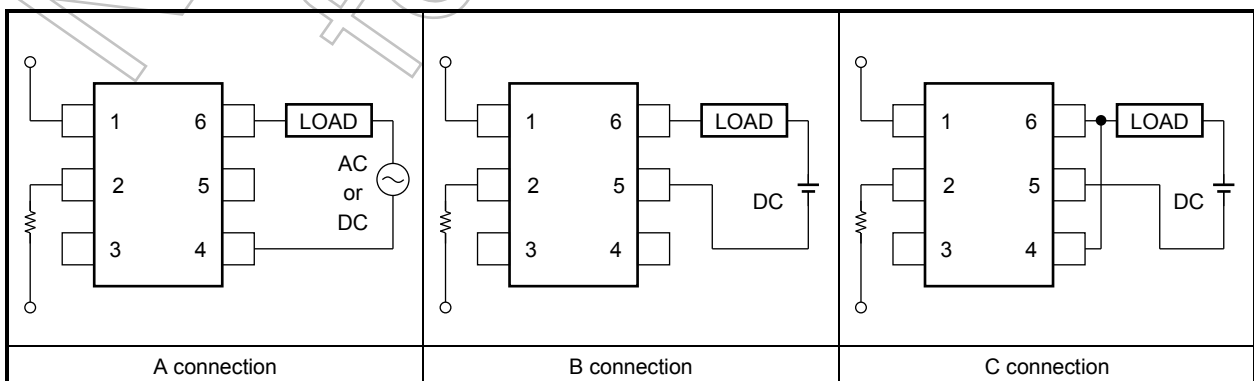 1 6 LOAD
2 5 AC or DC
3 4
A connection
1 6 LOAD
2 5 DC
3 4
B connection
1 6 LOAD
2 5 DC
3 4
C connection